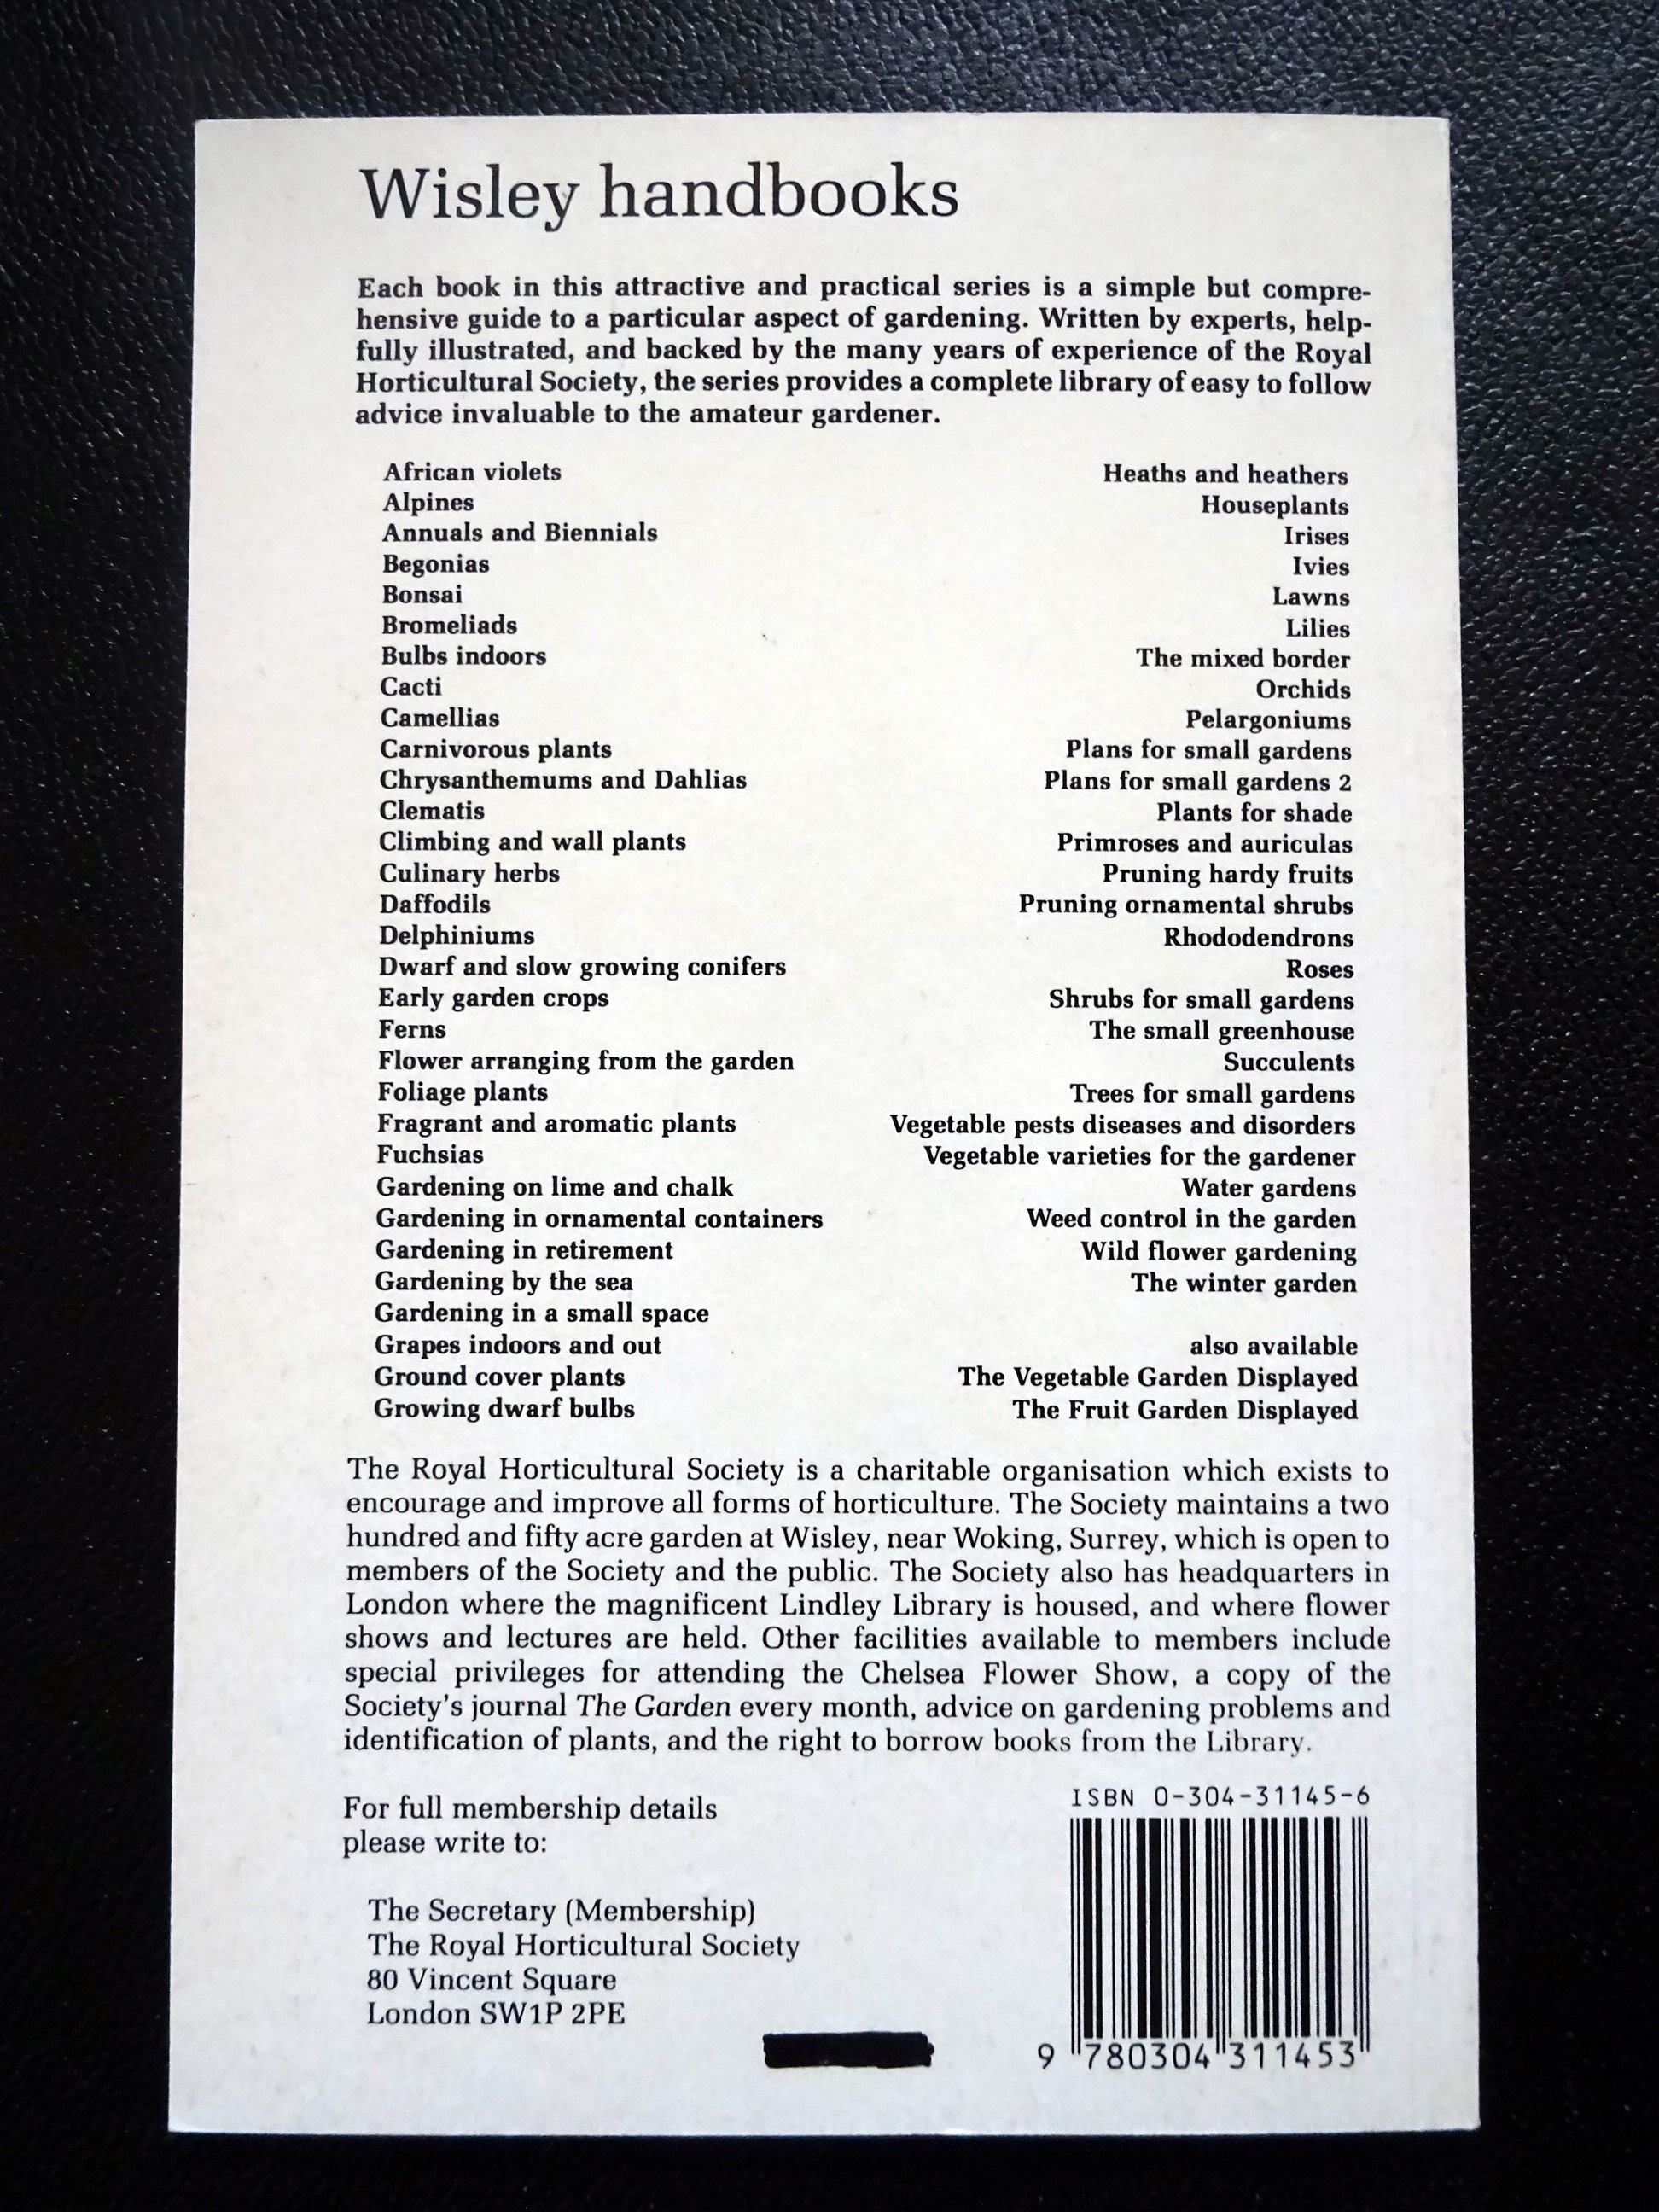 Wisley handbooks
Each book in this attractive and practical series is a simple but compre-
hensive guide to a particular aspect of gardening. Written by experts, help-
fully illustrated, and backed by the many years of experience of the Royal
Horticultural Society, the series provides a complete library of easy to follow
advice invaluable to the amateur gardener.
African violets
Alpines
Annuals and Biennials
Begonias
Bonsai
Bromeliads
Bulbs indoors
Cacti
Camellias
Carnivorous plants
Chrysanthemums and Dahlias
Clematis
Climbing and wall plants
Culinary herbs
Daffodils
Delphiniums
Dwarf and slow growing conifers
Early garden crops
Ferns
Flower arranging from the garden
Foliage plants
Fragrant and aromatic plants
Fuchsias
Gardening on lime and chalk
Gardening in ornamental containers
Gardening in retirement
Gardening by the sea
Gardening in a small space
Grapes indoors and out
Ground cover plants
Growing dwarf bulbs
Heaths and heathers
Houseplants
Irises
Ivies
Lawns
Lilies
The mixed border
Orchids
Pelargoniums
Plans for small gardens
Plans for small gardens 2
Plants for shade
Primroses and auriculas
Pruning hardy fruits
Pruning ornamental shrubs
Rhododendrons
Roses
Shrubs for small gardens
The small greenhouse
Succulents
Trees for small gardens
Vegetable pests diseases and disorders
Vegetable varieties for the gardener
Water gardens
Weed control in the garden
Wild flower gardening
The winter garden
also available
The Vegetable Garden Displayed
The Fruit Garden Displayed
The Royal Horticultural Society is a charitable organisation which exists to
encourage and improve all forms of horticulture. The Society maintains a two
hundred and fifty acre garden at Wisley, near Woking, Surrey, which is open to
members of the Society and the public. The Society also has headquarters in
London where the magnificent Lindley Library is housed, and where flower
shows and lectures are held. Other facilities available to members include
special privileges for attending the Chelsea Flower Show, a copy of the
Society's journal The Garden every month, advice on gardening problems and
identification of plants, and the right to borrow books from the Library.
For full membership details
please write to:
The Secretary (Membership)
The Royal Horticultural Society
80 Vincent Square
London SW1P 2PE
ISBN 0-304-31145-6
9 780304 311453